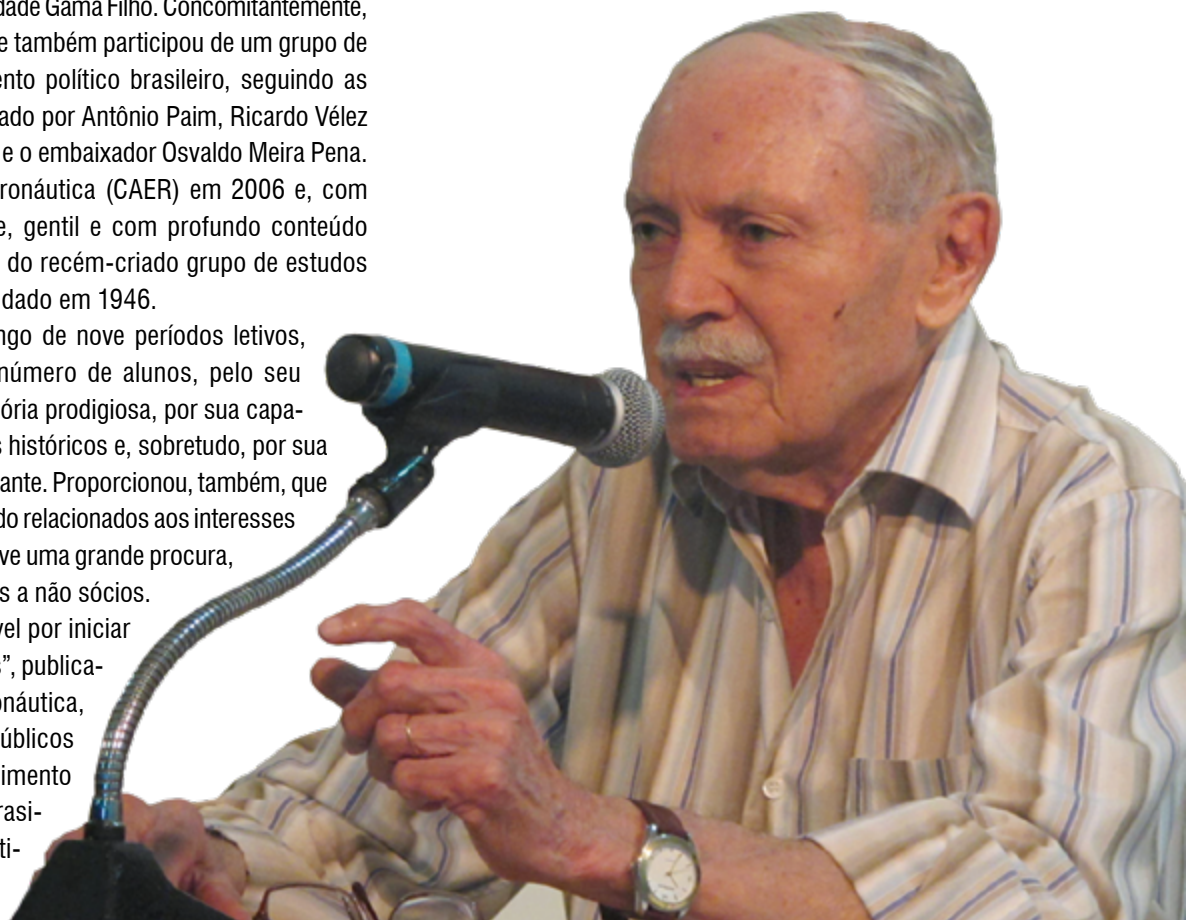 dade Gama Filho. Concomitantemente,
e também participou de um grupo de
ento político brasileiro, seguindo as
ado por Antônio Paim, Ricardo Vélez
e o embaixador Osvaldo Meira Pena.
ronáutica (CAER) em 2006 e, com
e, gentil e com profundo conteúdo
do recém-criado grupo de estudos
dado em 1946.
ngo de nove períodos letivos,
número de alunos, pelo seu
ória prodigiosa, por sua capa-
s históricos e, sobretudo, por sua
ante. Proporcionou, também, que
do relacionados aos interesses
ve uma grande procura,
s a não sócios.
vel por iniciar
s”, publica-
onáutica,
úblicos
imento
rasi-
ti-